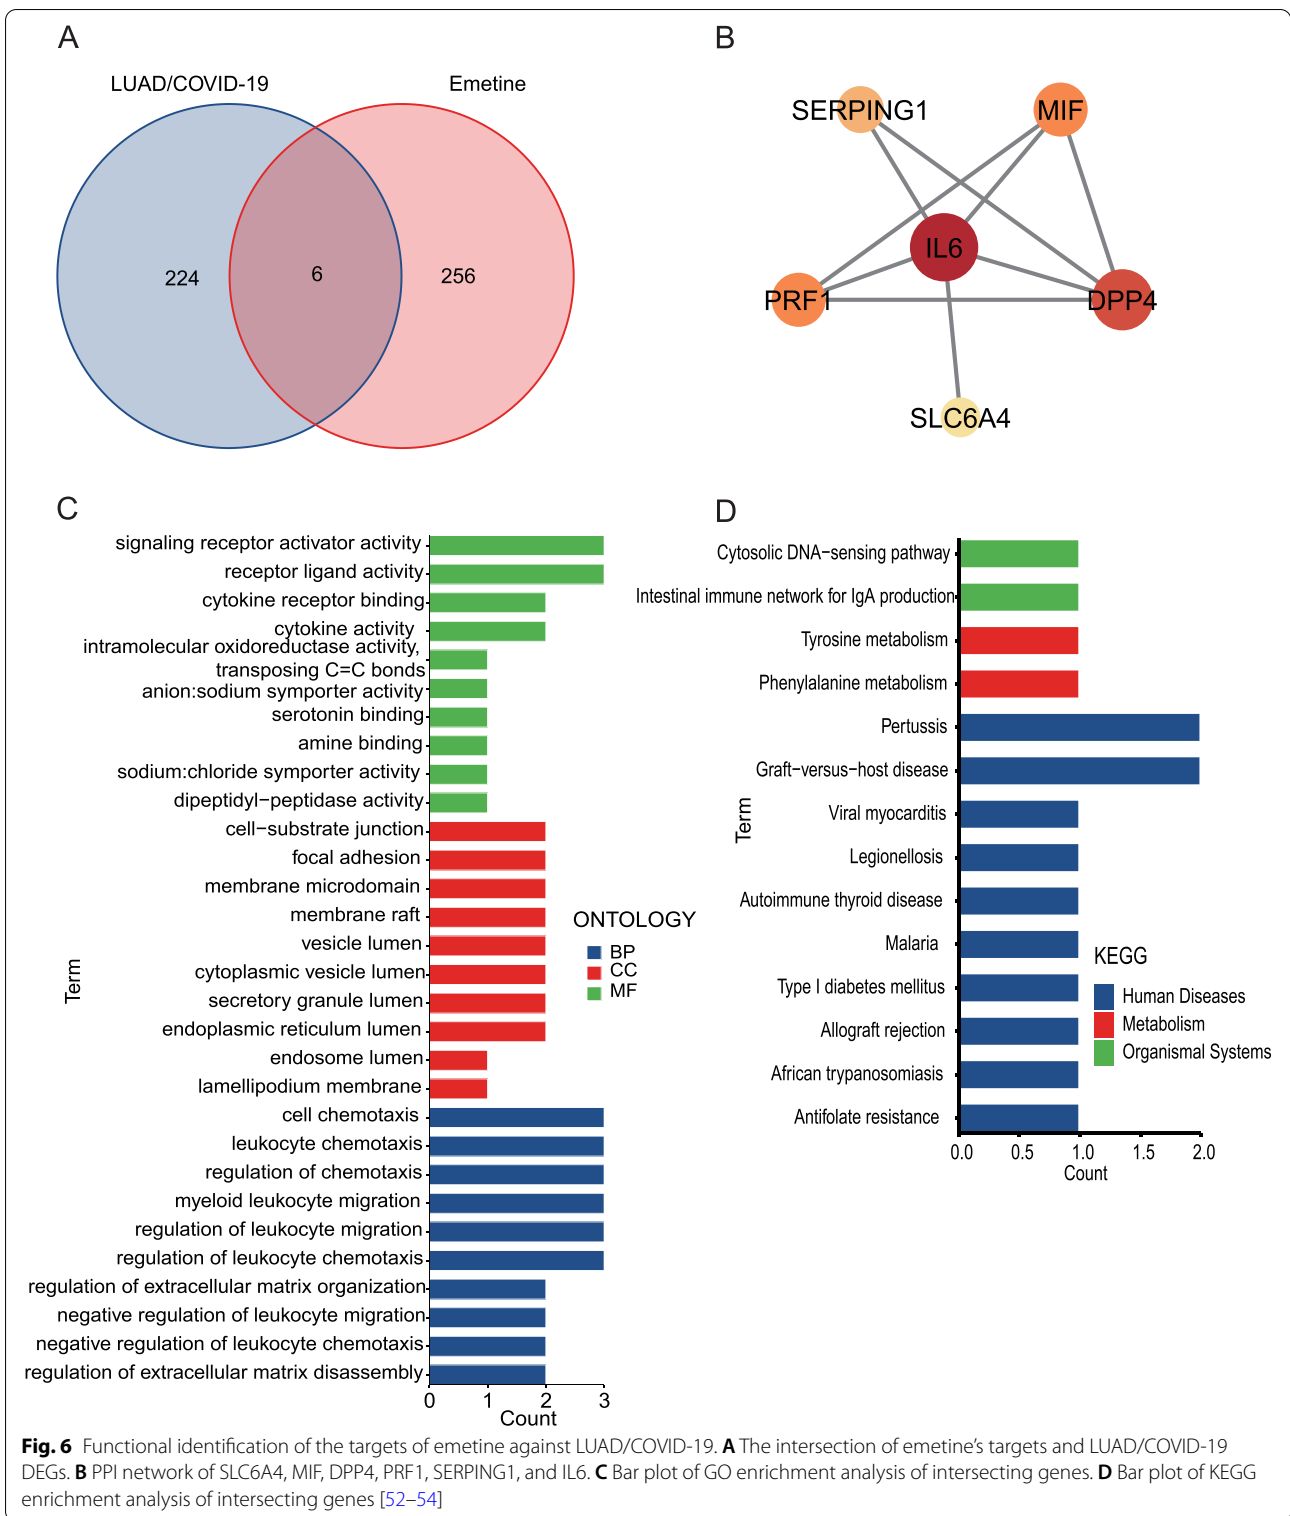 A
LUAD/COVID-19
Emetine
224
6
256
B
SERPING1
MIF
IL6
PRF1
DPP4
SLC6A4
C
signaling receptor activator activity
receptor ligand activity
cytokine receptor binding
cytokine activity
intramolecular oxidoreductase activity,
transposing C=C bonds
anion:sodium symporter activity
serotonin binding
amine binding
sodium:chloride symporter activity
dipeptidyl−peptidase activity
cell−substrate junction
focal adhesion
membrane microdomain
membrane raft
vesicle lumen
cytoplasmic vesicle lumen
secretory granule lumen
endoplasmic reticulum lumen
endosome lumen
lamellipodium membrane
cell chemotaxis
leukocyte chemotaxis
regulation of chemotaxis
myeloid leukocyte migration
regulation of leukocyte migration
regulation of leukocyte chemotaxis
regulation of extracellular matrix organization
negative regulation of leukocyte migration
negative regulation of leukocyte chemotaxis
regulation of extracellular matrix disassembly
Term
0 1 2 3
Count
ONTOLOGY
BP
CC
MF
D
Cytosolic DNA−sensing pathway
Intestinal immune network for IgA production
Tyrosine metabolism
Phenylalanine metabolism
Pertussis
Graft−versus−host disease
Viral myocarditis
Legionellosis
Autoimmune thyroid disease
Malaria
Type I diabetes mellitus
Allograft rejection
African trypanosomiasis
Antifolate resistance
Term
0.0 0.5 1.0 1.5 2.0
Count
KEGG
Human Diseases
Metabolism
Organismal Systems
Fig. 6 Functional identification of the targets of emetine against LUAD/COVID-19. A The intersection of emetine's targets and LUAD/COVID-19
DEGs. B PPI network of SLC6A4, MIF, DPP4, PRF1, SERPING1, and IL6. C Bar plot of GO enrichment analysis of intersecting genes. D Bar plot of KEGG
enrichment analysis of intersecting genes [52–54]